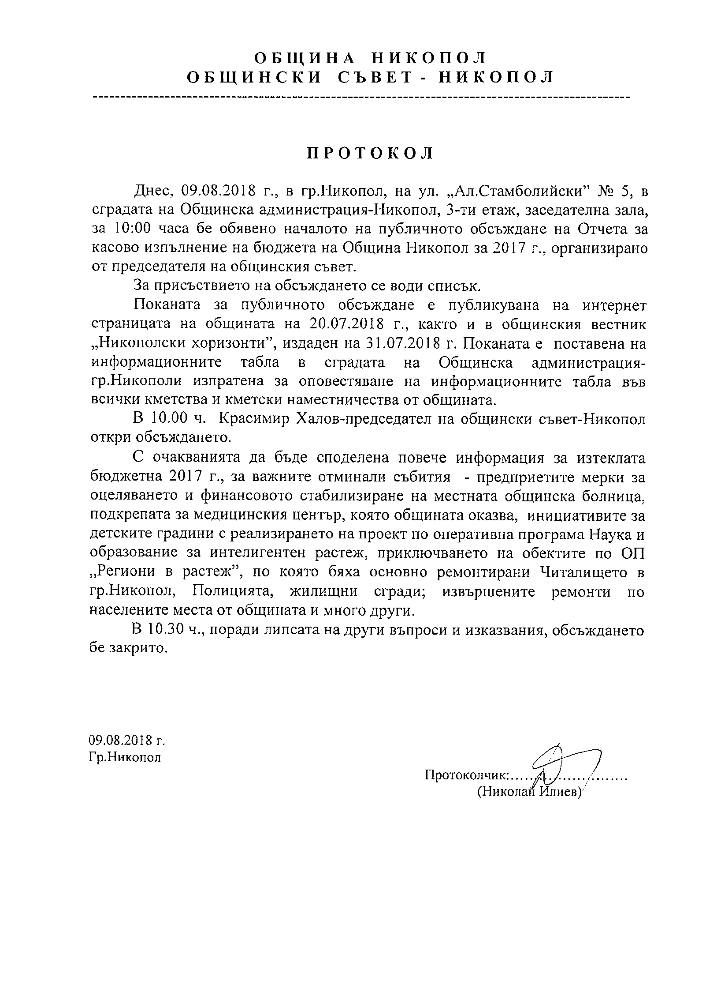 ОБЩИНА НИКОПОЛ
ОБЩИНСКИ СЪВЕТ - НИКОПОЛ
ПРОТОКОЛ
Днес, 09.08.2018 г., в гр.Никопол, на ул. „Ал.Стамболийски” № 5, в
сградата на Общинска администрация-Никопол, 3-ти етаж, заседателна зала,
за 10:00 часа бе обявено началото на публичното обсъждане на Отчета за
касово изпълнение на бюджета на Община Никопол за 2017 г., организирано
от председателя на общинския съвет.
За присъствието на обсъждането се води списък.
Поканата за публичното обсъждане е публикувана на интернет
страницата на общината на 20.07.2018 г., както и в общинския вестник
„Никополски хоризонти”, издаден на 31.07.2018 г. Поканата е поставена на
информационните табла в сградата на Общинска администрация-
гр.Никополи изпратена за оповестяване на информационните табла във
всички кметства и кметски наместничества от общината.
В 10.00 ч. Красимир Халов-председател на общински съвет-Никопол
откри обсъждането.
С очакванията да бъде споделена повече информация за изтеклата
бюджетна 2017 г., за важните отминали събития - предприетите мерки за
оцеляването и финансовото стабилизиране на местната общинска болница,
подкрепата за медицинския център, която общината оказва, инициативите за
детските градини с реализирането на проект по оперативна програма Наука и
образование за интелигентен растеж, приключването на обектите по ОП
„Региони в растеж”, по която бяха основно ремонтирани Читалището в
гр.Никопол, Полицията, жилищни сгради; извършените ремонти по
населените места от общината и много други.
В 10.30 ч., поради липсата на други въпроси и изказвания, обсъждането
бе закрито.
09.08.2018 г.
Гр.Никопол
Протоколчик:..............................
(Николай Илиев)